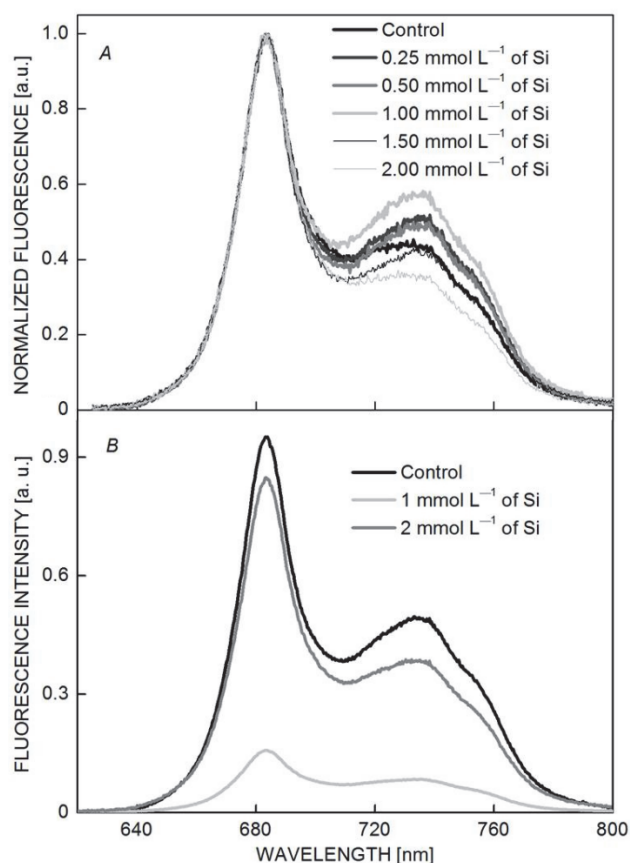 A
Control
0.25 mmol L⁻¹ of Si
0.50 mmol L⁻¹ of Si
1.00 mmol L⁻¹ of Si
1.50 mmol L⁻¹ of Si
2.00 mmol L⁻¹ of Si
NORMALIZED FLUORESCENCE [a.u.]
1.0
0.8
0.6
0.4
0.2
0
B
Control
1 mmol L⁻¹ of Si
2 mmol L⁻¹ of Si
FLUORESCENCE INTENSITY [a. u.]
0.9
0.6
0.3
0
640 680 720 760 800
WAVELENGTH [nm]